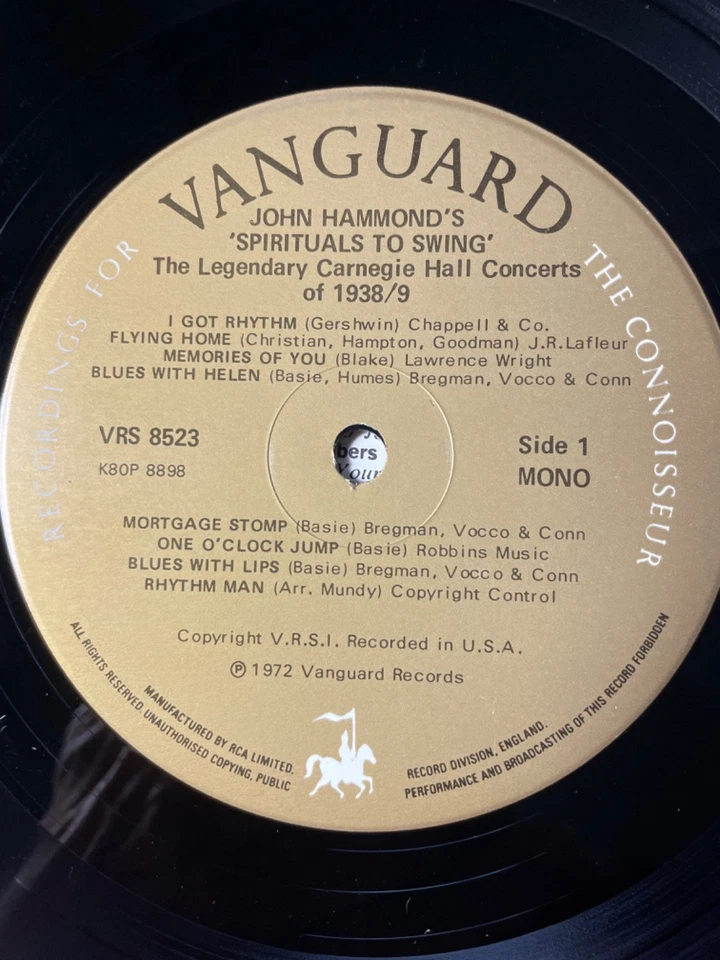 VANGUARD
RECORDINGS FOR
THE CONNOISSEUR
JOHN HAMMOND'S
'SPIRITUALS TO SWING'
The Legendary Carnegie Hall Concerts
of 1938/9
I GOT RHYTHM (Gershwin) Chappell & Co.
FLYING HOME (Christian, Hampton, Goodman) J.R.Lafleur
MEMORIES OF YOU (Blake) Lawrence Wright
BLUES WITH HELEN (Basie, Humes) Bregman, Vocco & Conn
VRS 8523
K80P 8898
Side 1
MONO
bers
MORTGAGE STOMP (Basie) Bregman, Vocco & Conn
ONE O'CLOCK JUMP (Basie) Robbins Music
BLUES WITH LIPS (Basie) Bregman, Vocco & Conn
RHYTHM MAN (Arr. Mundy) Copyright Control
Copyright V.R.S.I. Recorded in U.S.A.
Ⓟ 1972 Vanguard Records
MANUFACTURED BY RCA LIMITED, RECORD DIVISION, ENGLAND.
ALL RIGHTS RESERVED. UNAUTHORISED COPYING, PUBLIC PERFORMANCE AND BROADCASTING OF THIS RECORD FORBIDDEN